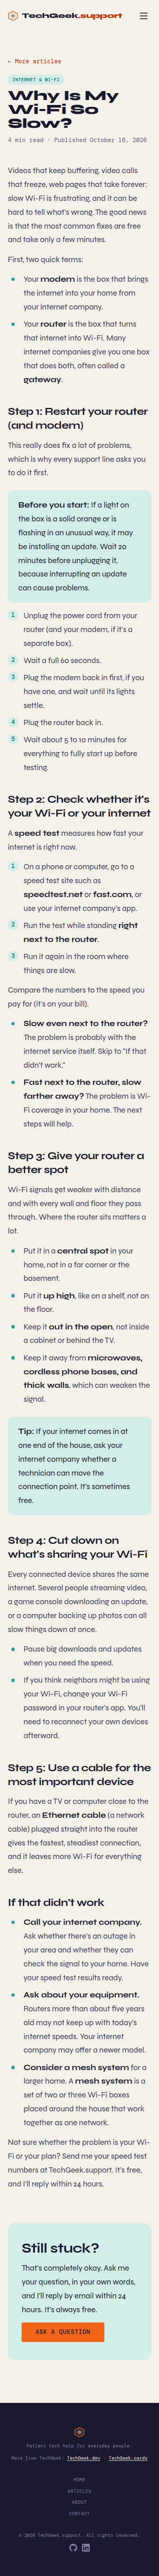 TechGeek.support
← More articles
INTERNET & WI-FI
Why Is My
Wi-Fi So
Slow?
4 min read · Published October 16, 2026
Videos that keep buffering, video calls
that freeze, web pages that take forever:
slow Wi-Fi is frustrating, and it can be
hard to tell what's wrong. The good news
is that the most common fixes are free
and take only a few minutes.
First, two quick terms:
Your modem is the box that brings
the internet into your home from
your internet company.
Your router is the box that turns
that internet into Wi-Fi. Many
internet companies give you one box
that does both, often called a
gateway.
Step 1: Restart your router
(and modem)
This really does fix a lot of problems,
which is why every support line asks you
to do it first.
Before you start: If a light on
the box is a solid orange or is
flashing in an unusual way, it may
be installing an update. Wait 20
minutes before unplugging it,
because interrupting an update
can cause problems.
1 Unplug the power cord from your
router (and your modem, if it's a
separate box).
2 Wait a full 60 seconds.
3 Plug the modem back in first, if you
have one, and wait until its lights
settle.
4 Plug the router back in.
5 Wait about 5 to 10 minutes for
everything to fully start up before
testing.
Step 2: Check whether it's
your Wi-Fi or your internet
A speed test measures how fast your
internet is right now.
1 On a phone or computer, go to a
speed test site such as
speedtest.net or fast.com, or
use your internet company's app.
2 Run the test while standing right
next to the router.
3 Run it again in the room where
things are slow.
Compare the numbers to the speed you
pay for (it's on your bill).
Slow even next to the router?
The problem is probably with the
internet service itself. Skip to "If that
didn't work."
Fast next to the router, slow
farther away? The problem is Wi-
Fi coverage in your home. The next
steps will help.
Step 3: Give your router a
better spot
Wi-Fi signals get weaker with distance
and with every wall and floor they pass
through. Where the router sits matters a
lot.
Put it in a central spot in your
home, not in a far corner or the
basement.
Put it up high, like on a shelf, not on
the floor.
Keep it out in the open, not inside
a cabinet or behind the TV.
Keep it away from microwaves,
cordless phone bases, and
thick walls, which can weaken the
signal.
Tip: If your internet comes in at
one end of the house, ask your
internet company whether a
technician can move the
connection point. It's sometimes
free.
Step 4: Cut down on
what's sharing your Wi-Fi
Every connected device shares the same
internet. Several people streaming video,
a game console downloading an update,
or a computer backing up photos can all
slow things down at once.
Pause big downloads and updates
when you need the speed.
If you think neighbors might be using
your Wi-Fi, change your Wi-Fi
password in your router's app. You'll
need to reconnect your own devices
afterward.
Step 5: Use a cable for the
most important device
If you have a TV or computer close to the
router, an Ethernet cable (a network
cable) plugged straight into the router
gives the fastest, steadiest connection,
and it leaves more Wi-Fi for everything
else.
If that didn't work
Call your internet company.
Ask whether there's an outage in
your area and whether they can
check the signal to your home. Have
your speed test results ready.
Ask about your equipment.
Routers more than about five years
old may not keep up with today's
internet speeds. Your internet
company may offer a newer model.
Consider a mesh system for a
larger home. A mesh system is a
set of two or three Wi-Fi boxes
placed around the house that work
together as one network.
Not sure whether the problem is your Wi-
Fi or your plan? Send me your speed test
numbers at TechGeek.support. It's free,
and I'll reply within 24 hours.
Still stuck?
That's completely okay. Ask me
your question, in your own words,
and I'll reply by email within 24
hours. It's always free.
ASK A QUESTION
Patient tech help for everyday people.
More from TechGeek: TechGeek.dev TechGeek.cards
HOME
ARTICLES
ABOUT
CONTACT
© 2026 TechGeek.support. All rights reserved.